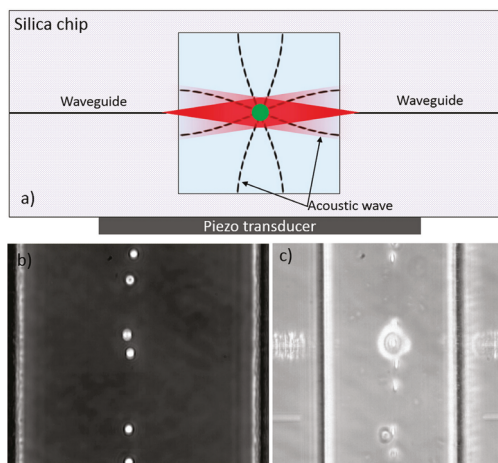 Silica chip
Waveguide
Waveguide
Acoustic wave
a)
Piezo transducer
b)
c)